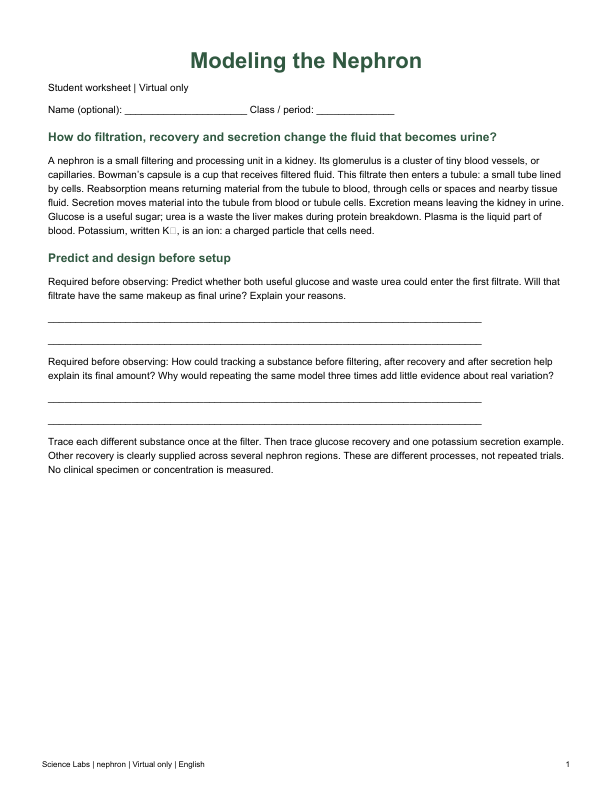 Modeling the Nephron
Student worksheet | Virtual only
Name (optional): ______________________ Class / period: ______________
How do filtration, recovery and secretion change the fluid that becomes urine?
A nephron is a small filtering and processing unit in a kidney. Its glomerulus is a cluster of tiny blood vessels, or
capillaries. Bowman’s capsule is a cup that receives filtered fluid. This filtrate then enters a tubule: a small tube lined
by cells. Reabsorption means returning material from the tubule to blood, through cells or spaces and nearby tissue
fluid. Secretion moves material into the tubule from blood or tubule cells. Excretion means leaving the kidney in urine.
Glucose is a useful sugar; urea is a waste the liver makes during protein breakdown. Plasma is the liquid part of
blood. Potassium, written K□, is an ion: a charged particle that cells need.
Predict and design before setup
Required before observing: Predict whether both useful glucose and waste urea could enter the first filtrate. Will that
filtrate have the same makeup as final urine? Explain your reasons.
______________________________________________________________________________
______________________________________________________________________________
Required before observing: How could tracking a substance before filtering, after recovery and after secretion help
explain its final amount? Why would repeating the same model three times add little evidence about real variation?
______________________________________________________________________________
______________________________________________________________________________
Trace each different substance once at the filter. Then trace glucose recovery and one potassium secretion example.
Other recovery is clearly supplied across several nephron regions. These are different processes, not repeated trials.
No clinical specimen or concentration is measured.
Science Labs | nephron | Virtual only | English 1